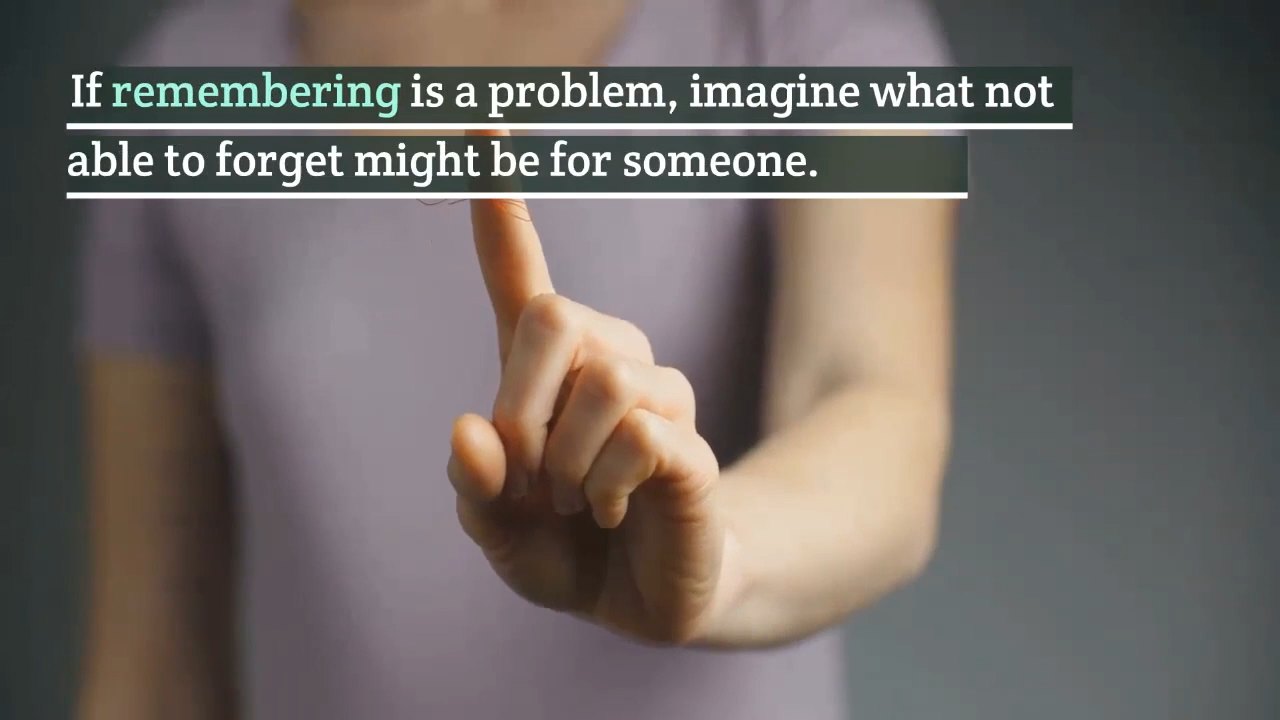 If remembering is a problem, imagine what not
able to forget might be for someone.